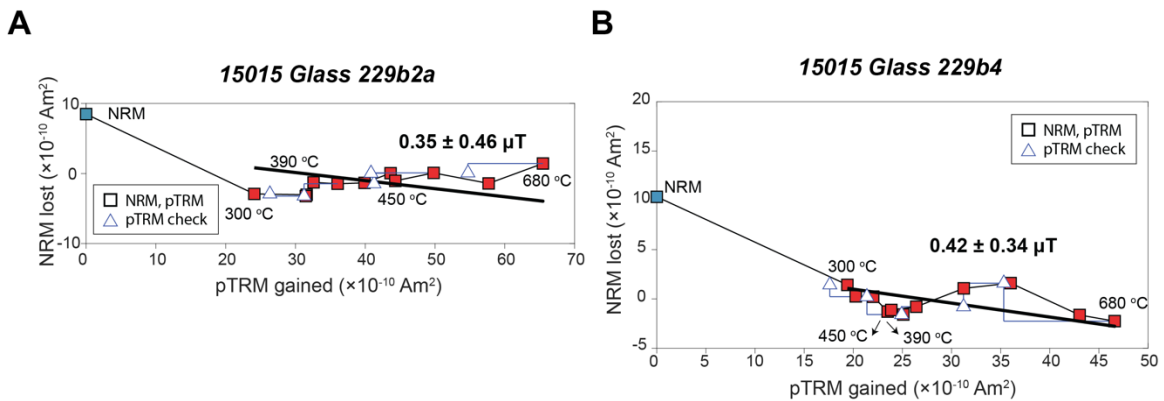 A
15015 Glass 229b2a
NRM lost (×10⁻¹⁰ Am²)
10
0
-10
NRM
390 °C
0.35 ± 0.46 µT
300 °C
450 °C
680 °C
NRM, pTRM
pTRM check
0 10 20 30 40 50 60 70
pTRM gained (×10⁻¹⁰ Am²)
B
15015 Glass 229b4
NRM lost (×10⁻¹⁰ Am²)
20
15
10
5
0
-5
NRM, pTRM
pTRM check
NRM
0.42 ± 0.34 µT
300 °C
680 °C
450 °C
390 °C
0 5 10 15 20 25 30 35 40 45 50
pTRM gained (×10⁻¹⁰ Am²)